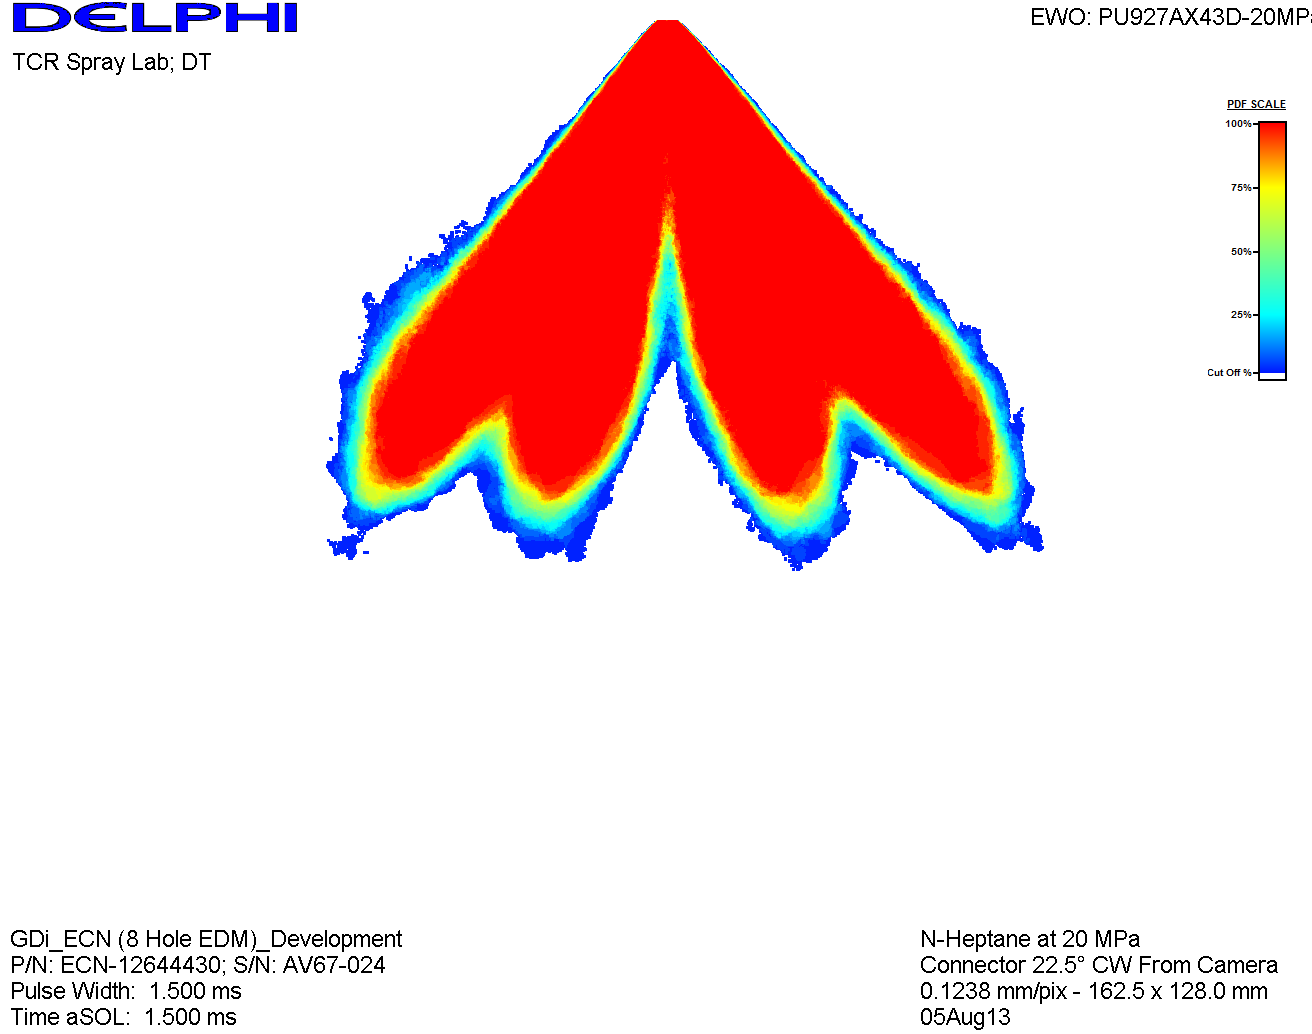 DELPHI
EWO: PU927AX43D-20MPa
TCR Spray Lab; DT
PDF SCALE
100%
75%
50%
25%
Cut Off %
GDi_ECN (8 Hole EDM)_Development
P/N: ECN-12644430; S/N: AV67-024
Pulse Width:  1.500 ms
Time aSOL:  1.500 ms
N-Heptane at 20 MPa
Connector 22.5° CW From Camera
0.1238 mm/pix - 162.5 x 128.0 mm
05Aug13